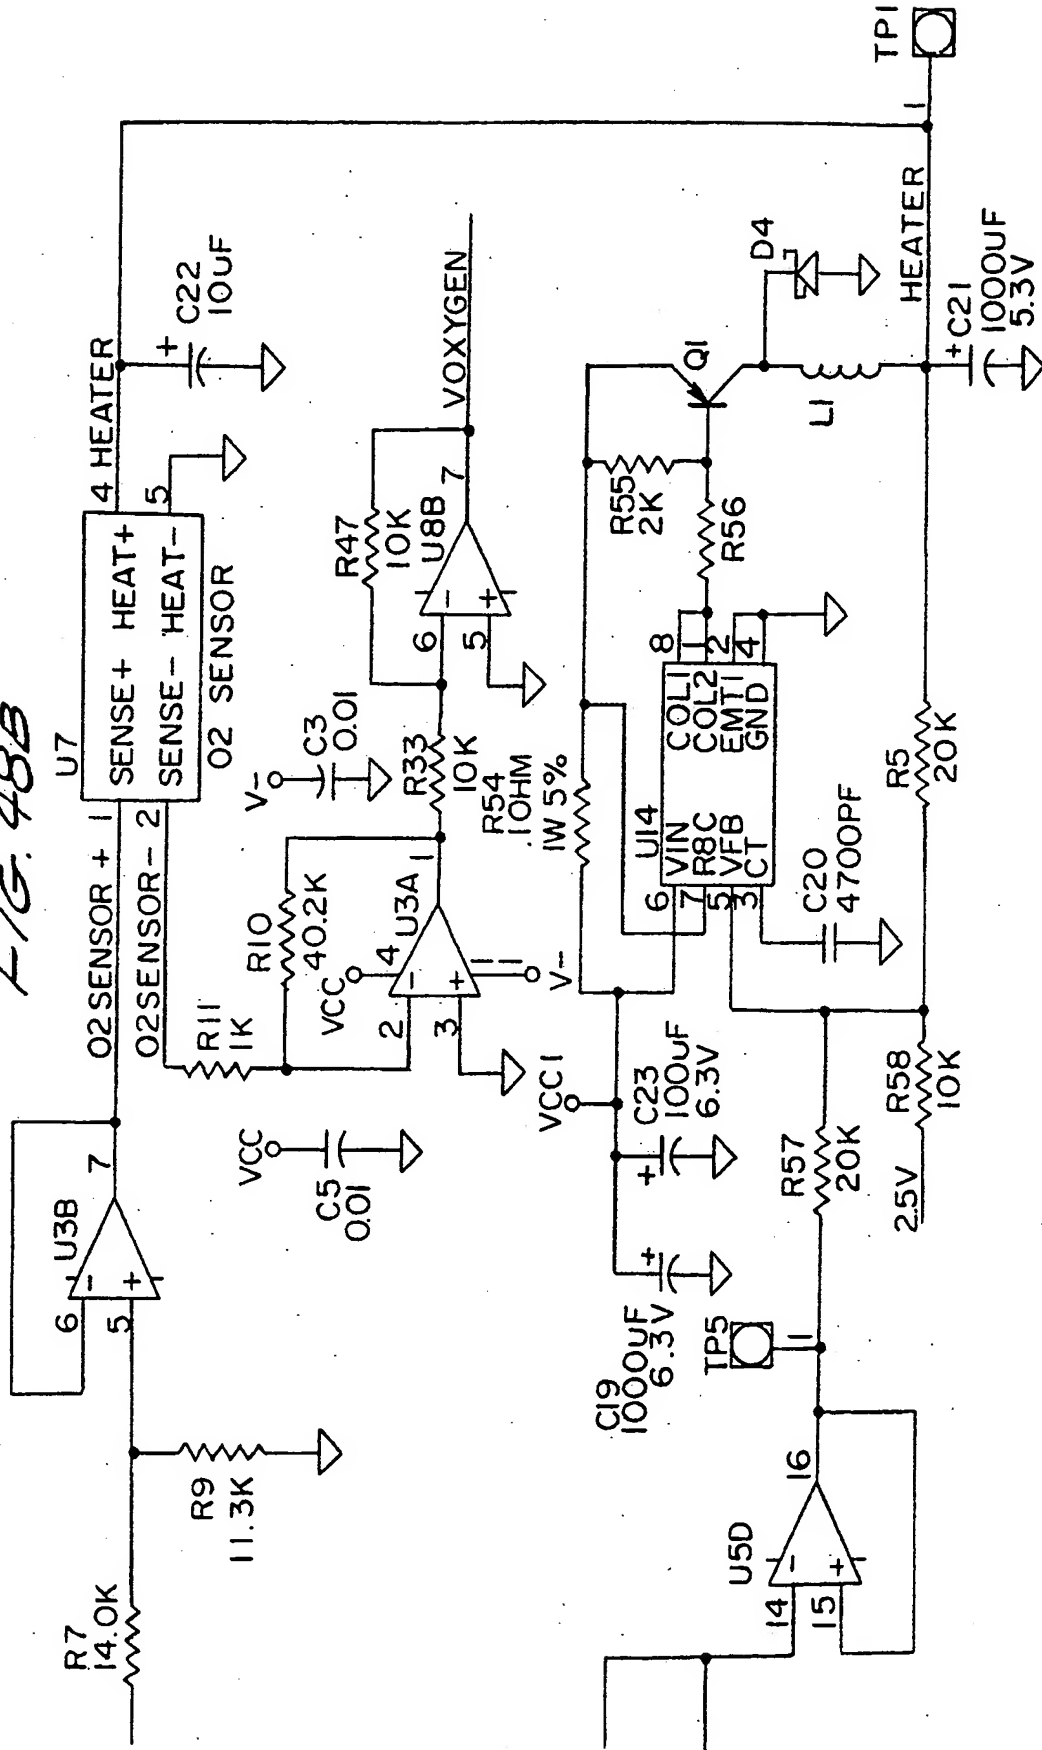 FIG. 48B
U7
O2SENSOR + 1
SENSE+ HEAT+
4 HEATER
O2SENSOR- 2
SENSE- HEAT-
5
O2 SENSOR
C22
10UF
+
TP1
1
U3B
7
6
5
-
+
R7
14.0K
R9
11.3K
R11
1K
R10
40.2K
VCC
C5
0.01
V-
C3
0.01
VCC
4
U3A
1
2
3
-
+
11
V-
R33
10K
R47
10K
U8B
7
6
5
-
+
VOXYGEN
R54
.1OHM
1W 5%
VCC1
C23
100UF
6.3V
+
C19
1000UF
6.3V
+
U14
6 VIN
7 R8C
5 VFB
3 CT
COL1 8
COL2 1
EMT1 2
GND 4
C20
4700PF
R55
2K
R56
Q1
D4
L1
HEATER
C21
1000UF
5.3V
+
R5
20K
R58
10K
2.5V
R57
20K
TP5
1
U5D
16
14
15
-
+